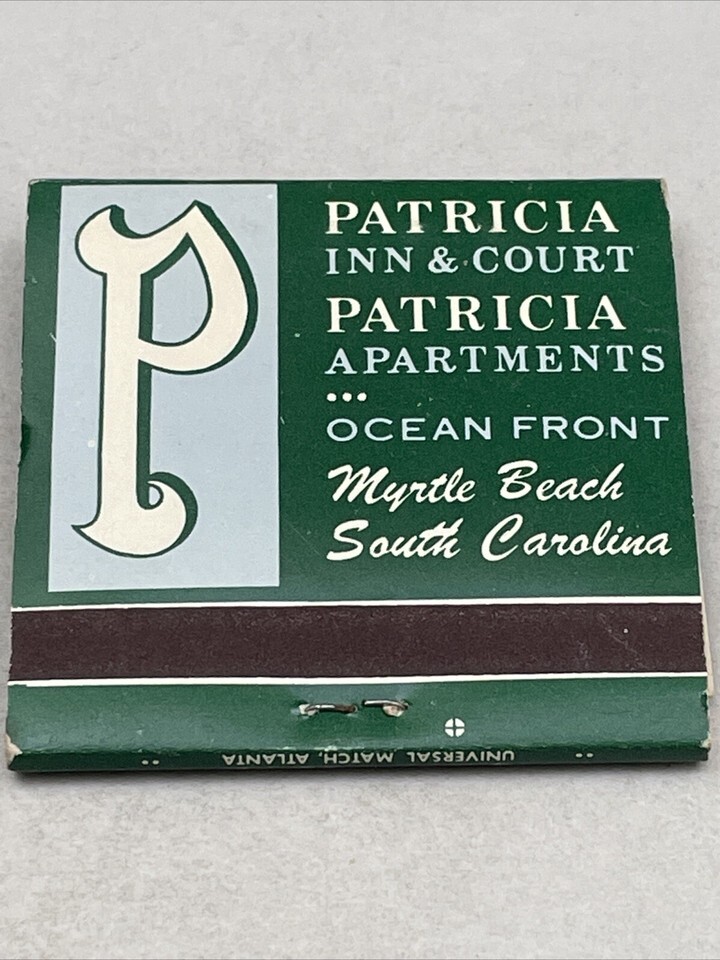 P
PATRICIA
INN & COURT
PATRICIA
APARTMENTS
•••
OCEAN FRONT
Myrtle Beach
South Carolina
UNIVERSAL MATCH, ATLANTA